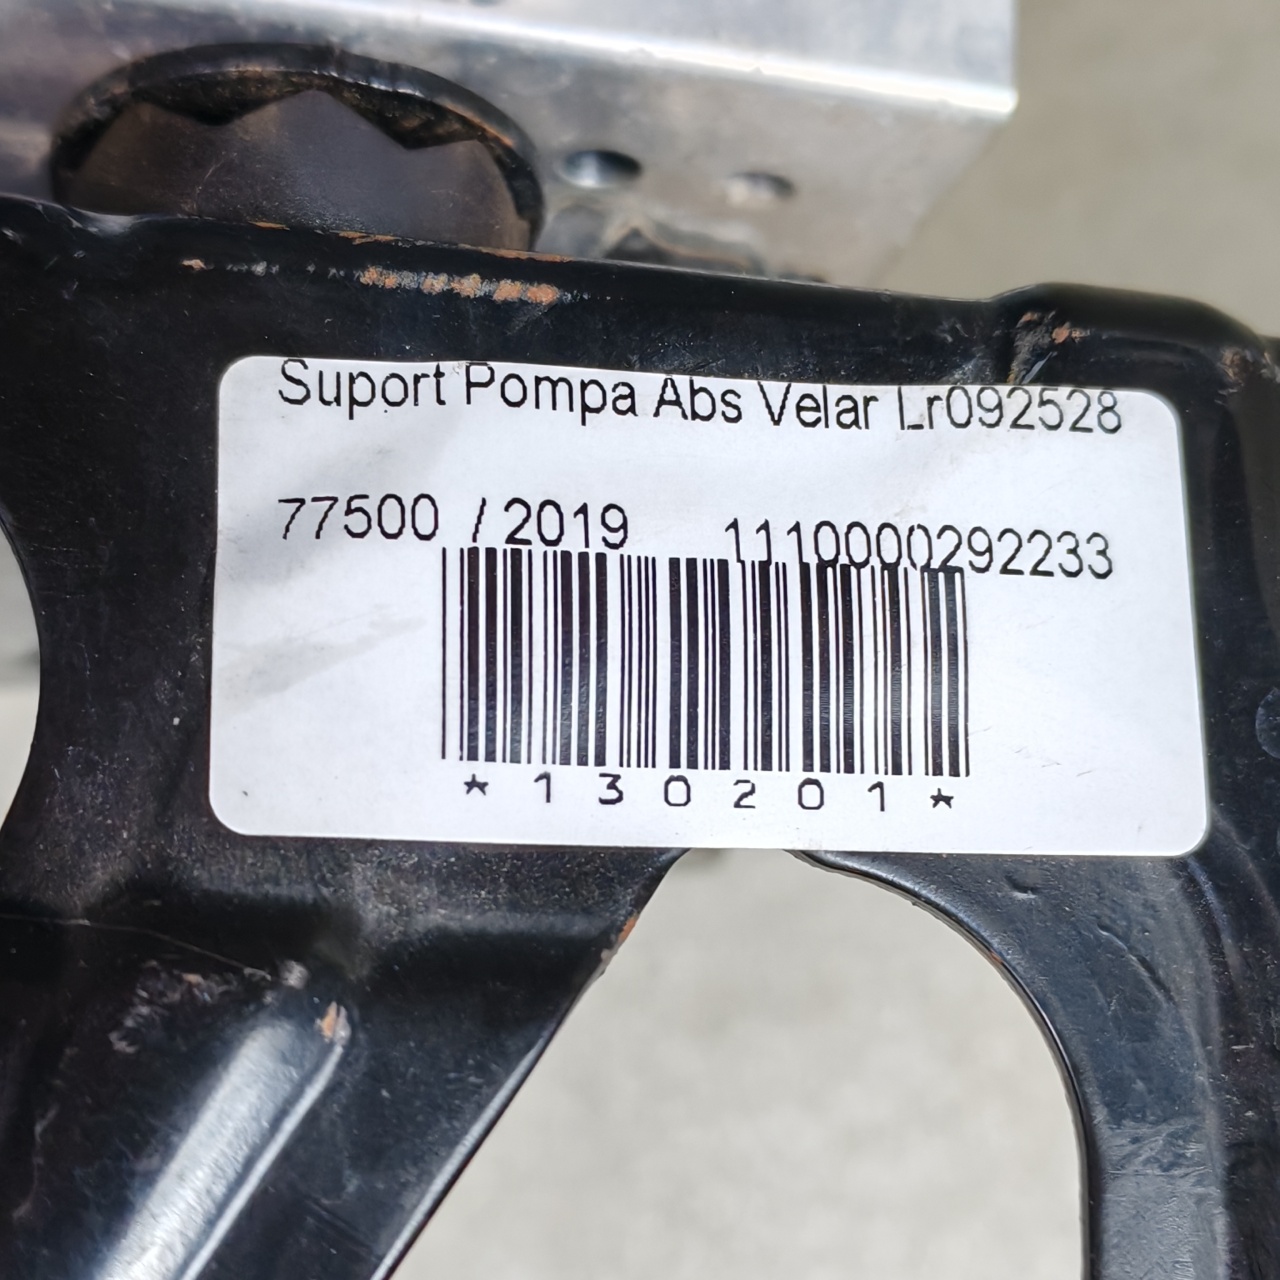 Suport Pompa Abs Velar Lr092528
77500 / 2019 1110000292233
*130201*